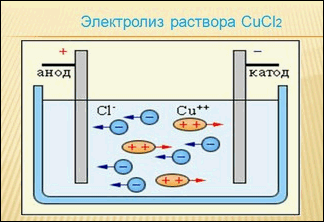 Электролиз раствора CuCl₂
+ −
анод катод
Cl⁻ Cu⁺⁺
− + +
− + + −
− + + −
− + +